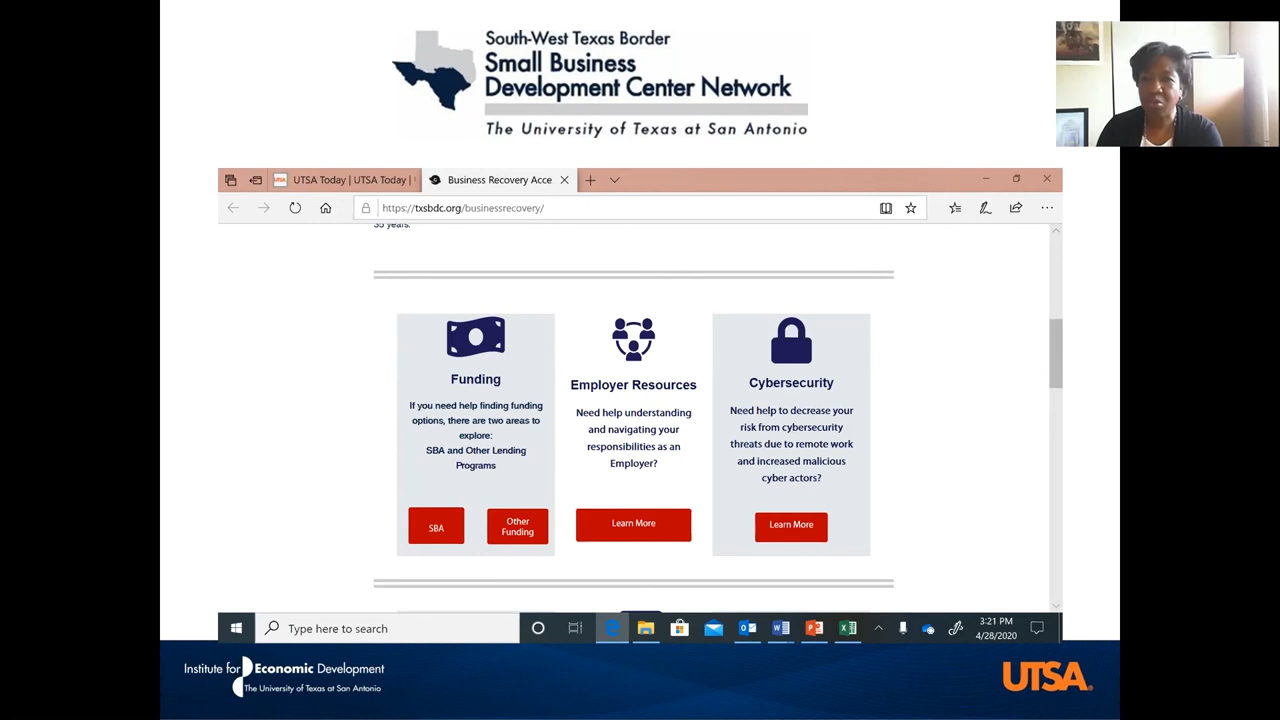 South-West Texas Border
Small Business
Development Center Network
The University of Texas at San Antonio
UTSA UTSA Today | UTSA Today |
Business Recovery Acce
https://txsbdc.org/businessrecovery/
35 years.
Funding
If you need help finding funding
options, there are two areas to
explore:
SBA and Other Lending
Programs
SBA
Other
Funding
Employer Resources
Need help understanding
and navigating your
responsibilities as an
Employer?
Learn More
Cybersecurity
Need help to decrease your
risk from cybersecurity
threats due to remote work
and increased malicious
cyber actors?
Learn More
Type here to search
3:21 PM
4/28/2020
Institute for Economic Development
The University of Texas at San Antonio
UTSA